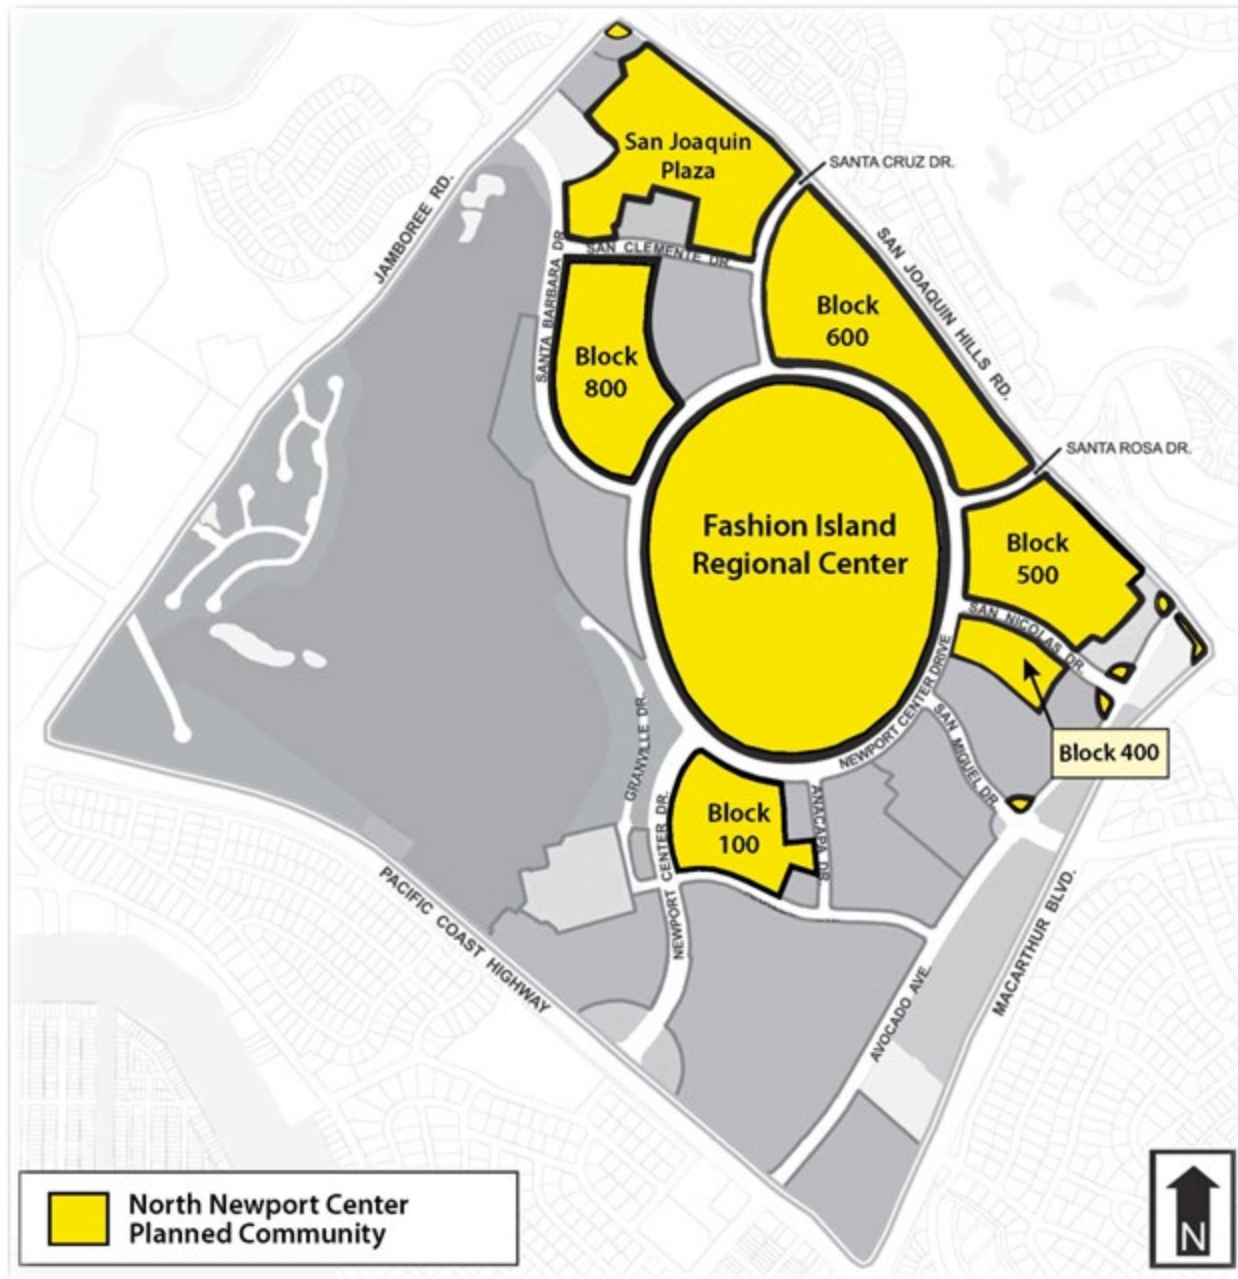 San Joaquin
Plaza
SANTA CRUZ DR.
JAMBOREE RD.
SAN CLEMENTE DR.
SANTA BARBARA DR.
SAN JOAQUIN HILLS RD.
Block
600
Block
800
SANTA ROSA DR.
Fashion Island
Regional Center
Block
500
SAN NICOLAS DR.
NEWPORT CENTER DRIVE
SAN MIGUEL DR.
Block 400
GRANVILLE DR.
NEWPORT CENTER DR.
Block
100
ANACAPA DR.
PACIFIC COAST HIGHWAY
NEWPORT
AVOCADO AVE.
MACARTHUR BLVD.
North Newport Center
Planned Community
N